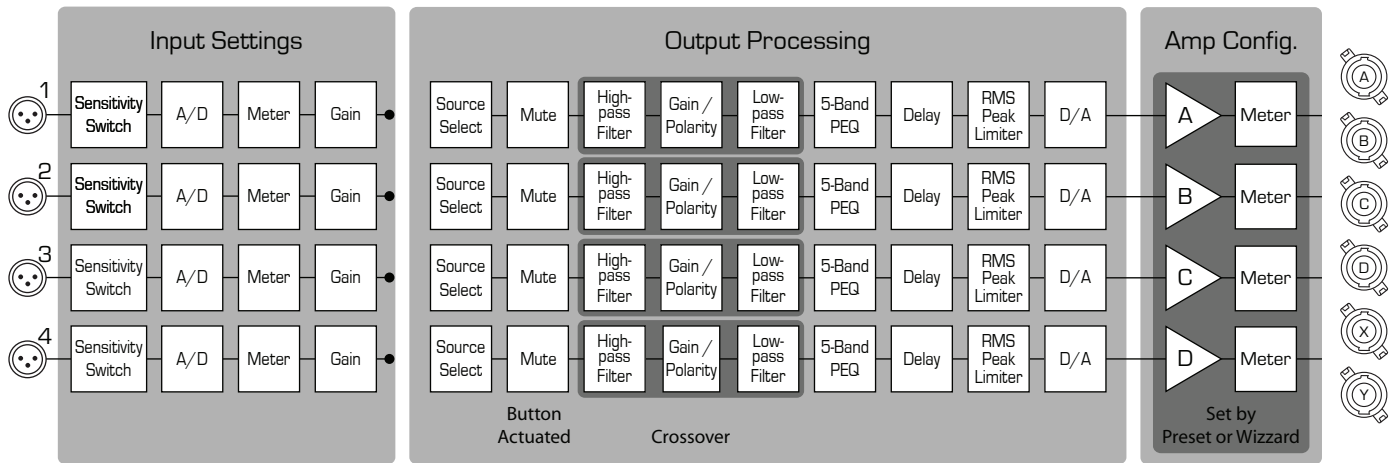 Input Settings
Output Processing
Amp Config.
1
Sensitivity
Switch
A/D
Meter
Gain
Source
Select
Mute
High-
pass
Filter
Gain /
Polarity
Low-
pass
Filter
5-Band
PEQ
Delay
RMS
Peak
Limiter
D/A
A
Meter
2
Sensitivity
Switch
A/D
Meter
Gain
Source
Select
Mute
High-
pass
Filter
Gain /
Polarity
Low-
pass
Filter
5-Band
PEQ
Delay
RMS
Peak
Limiter
D/A
B
Meter
3
Sensitivity
Switch
A/D
Meter
Gain
Source
Select
Mute
High-
pass
Filter
Gain /
Polarity
Low-
pass
Filter
5-Band
PEQ
Delay
RMS
Peak
Limiter
D/A
C
Meter
4
Sensitivity
Switch
A/D
Meter
Gain
Source
Select
Mute
High-
pass
Filter
Gain /
Polarity
Low-
pass
Filter
5-Band
PEQ
Delay
RMS
Peak
Limiter
D/A
D
Meter
Button
Actuated
Crossover
Set by
Preset or Wizzard
A
B
C
D
X
Y